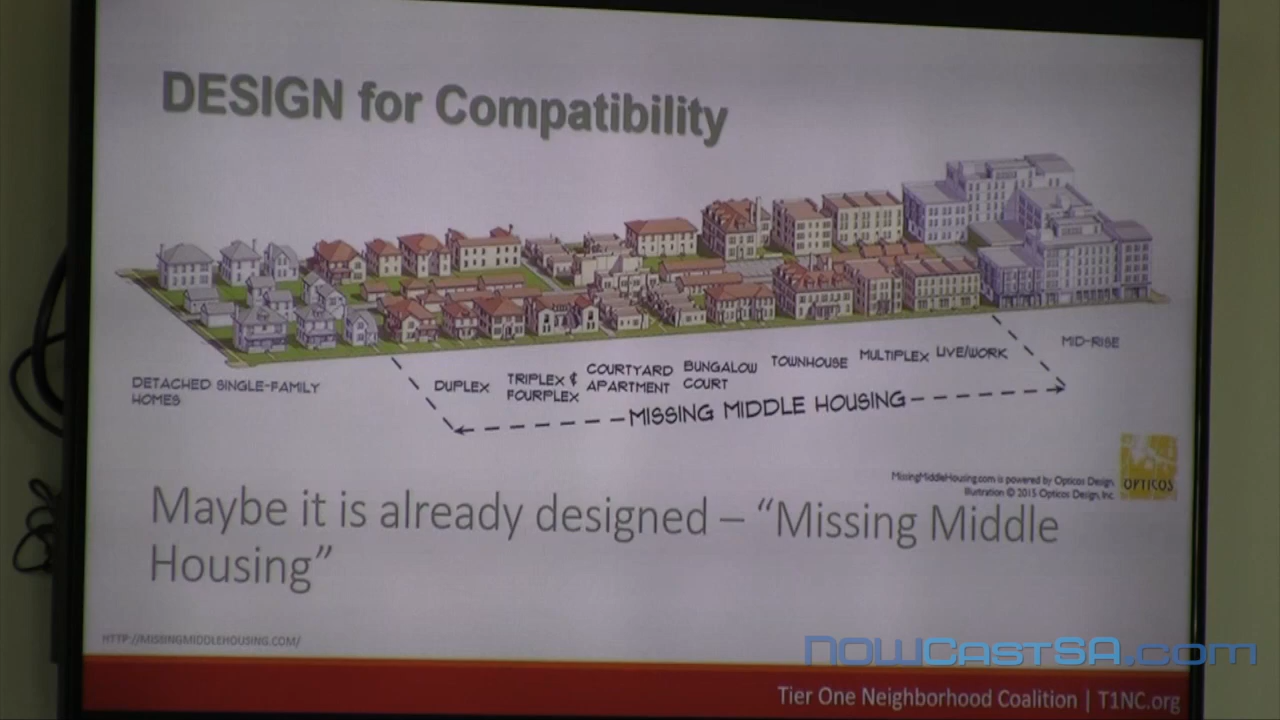 DESIGN for Compatibility
DETACHED SINGLE-FAMILY
HOMES
DUPLEX
TRIPLEX &
FOURPLEX
COURTYARD
APARTMENT
BUNGALOW
COURT
TOWNHOUSE
MULTIPLEX
LIVE/WORK
MID-RISE
MISSING MIDDLE HOUSING
MissingMiddleHousing.com is powered by Opticos Design
Illustration © 2015 Opticos Design, Inc.
OPTICOS
Maybe it is already designed – “Missing Middle
Housing”
HTTP://MISSINGMIDDLEHOUSING.COM/
NOWCastSA.com
Tier One Neighborhood Coalition | T1NC.org